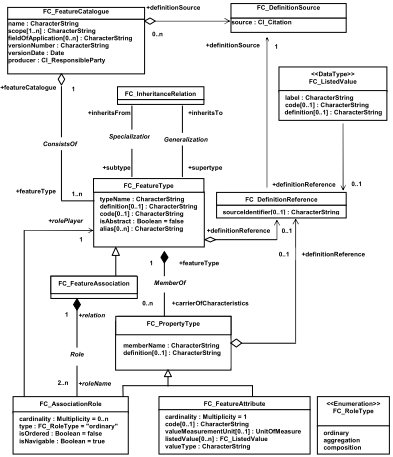 FC_FeatureCatalogue
name : CharacterString
scope[1..n] : CharacterString
fieldOfApplication[0..n] : CharacterString
versionNumber : CharacterString
versionDate : Date
producer : CI_ResponsibleParty
+definitionSource
0..n
FC_DefinitionSource
source : CI_Citation
+definitionSource
1
+featureCatalogue
1
FC_InheritanceRelation
+inheritsFrom
+inheritsTo
Specialization
Generalization
+subtype
+supertype
<<DataType>>
FC_ListedValue
label : CharacterString
code[0..1] : CharacterString
definition[0..1] : CharacterString
ConsistsOf
+featureType
1..n
FC_FeatureType
typeName : CharacterString
definition[0..1] : CharacterString
code[0..1] : CharacterString
isAbstract : Boolean = false
alias[0..n] : CharacterString
+definitionReference
0..1
FC_DefinitionReference
sourceIdentifier[0..1] : CharacterString
+rolePlayer
1
+definitionReference
0..1
0..1
+definitionReference
FC_FeatureAssociation
1
+featureType
MemberOf
0..n
+carrierOfCharacteristics
1
+relation
FC_PropertyType
memberName : CharacterString
definition[0..1] : CharacterString
Role
2..n
+roleName
FC_AssociationRole
cardinality : Multiplicity = 0..n
type : FC_RoleType = "ordinary"
isOrdered : Boolean = false
isNavigable : Boolean = true
FC_FeatureAttribute
cardinality : Multiplicity = 1
code[0..1] : CharacterString
valueMeasurementUnit[0..1] : UnitOfMeasure
listedValue[0..n] : FC_ListedValue
valueType : CharacterString
<<Enumeration>>
FC_RoleType
ordinary
aggregation
composition